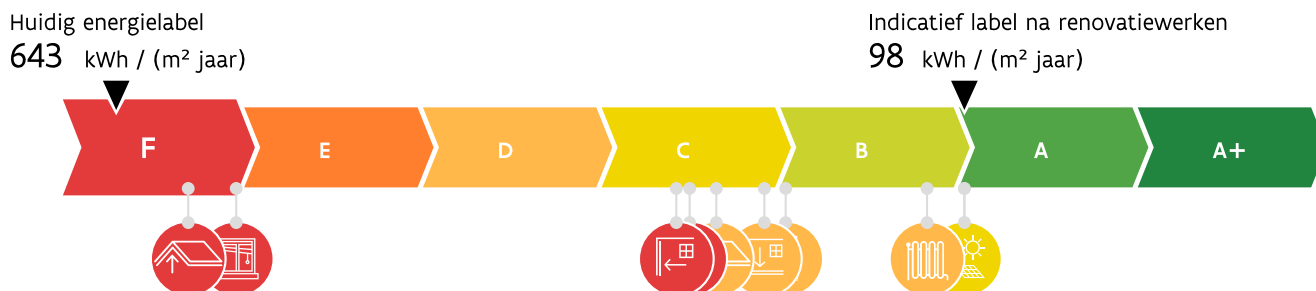 Huidig energielabel
643 kWh / (m² jaar)
Indicatief label na renovatiewerken
98 kWh / (m² jaar)
F E D C B A A+